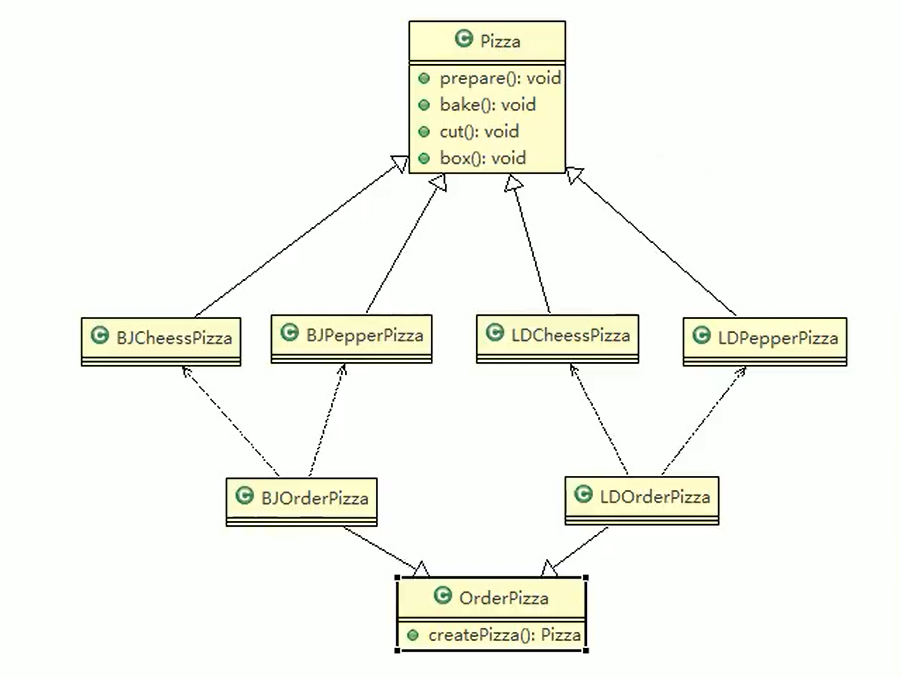 Pizza
prepare(): void
bake(): void
cut(): void
box(): void
BJCheessPizza
BJPepperPizza
LDCheessPizza
LDPepperPizza
BJOrderPizza
LDOrderPizza
OrderPizza
createPizza(): Pizza